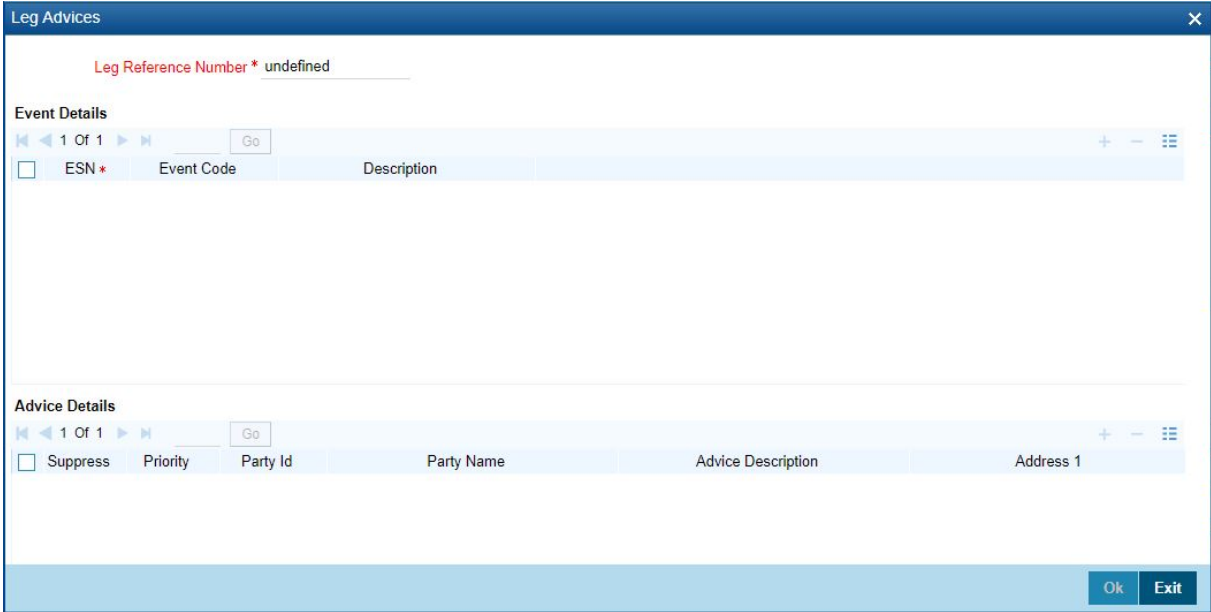 Leg Advices
Leg Reference Number * undefined
Event Details
1 Of 1 Go
ESN * Event Code Description
Advice Details
1 Of 1 Go
Suppress Priority Party Id Party Name Advice Description Address 1
Ok Exit